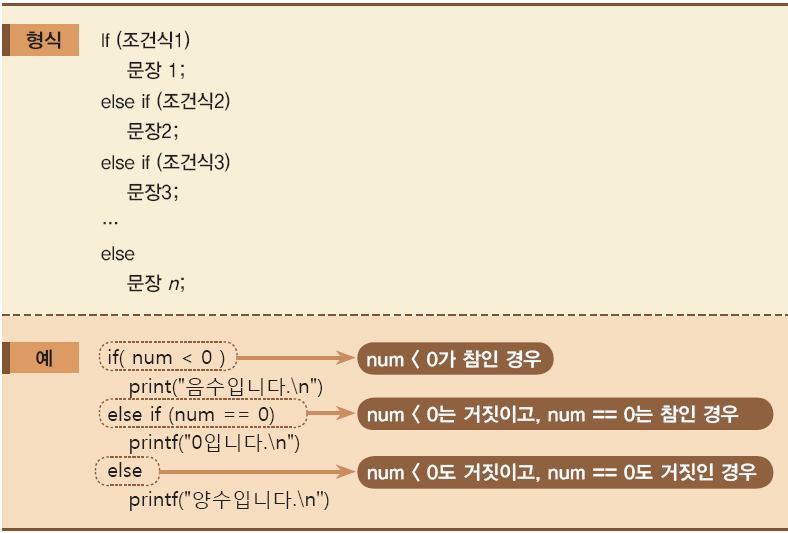 형식
If (조건식1)
문장 1;
else if (조건식2)
문장2;
else if (조건식3)
문장3;
...
else
문장 n;
예
if( num < 0 )
num < 0가 참인 경우
print("음수입니다.\n")
else if (num == 0)
num < 0는 거짓이고, num == 0는 참인 경우
printf("0입니다.\n")
else
num < 0도 거짓이고, num == 0도 거짓인 경우
printf("양수입니다.\n")